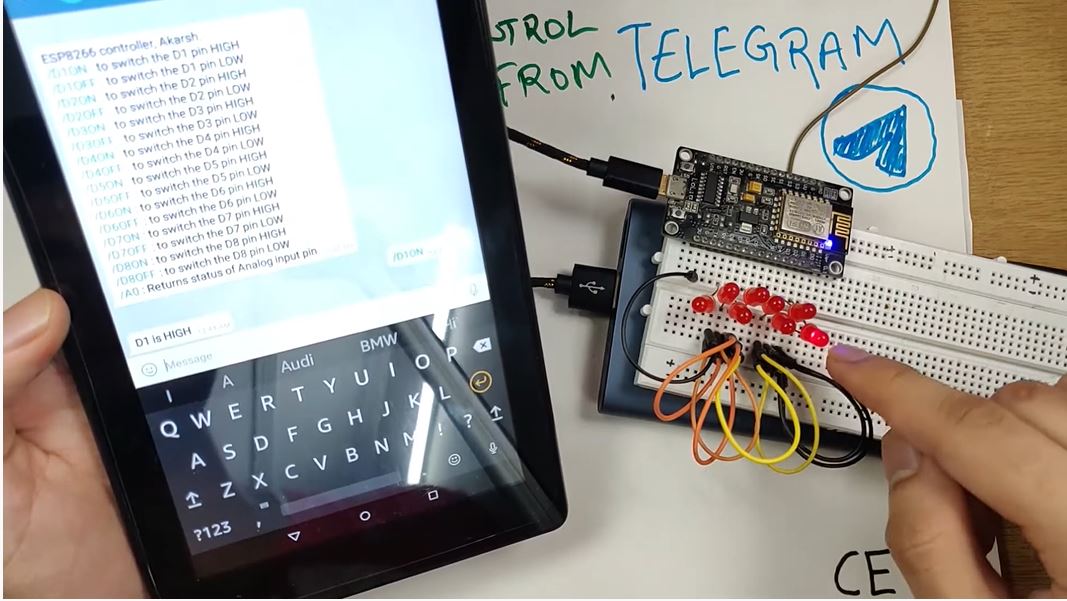 TROL
FROM TELEGRAM
ESP8266 controller, Akarsh
/D1ON : to switch the D1 pin HIGH
/D1OFF : to switch the D1 pin LOW
/D2ON : to switch the D2 pin HIGH
/D2OFF : to switch the D2 pin LOW
/D3ON : to switch the D3 pin HIGH
/D3OFF : to switch the D3 pin LOW
/D4ON : to switch the D4 pin HIGH
/D4OFF : to switch the D4 pin LOW
/D5ON : to switch the D5 pin HIGH
/D5OFF : to switch the D5 pin LOW
/D6ON : to switch the D6 pin HIGH
/D6OFF : to switch the D6 pin LOW
/D7ON : to switch the D7 pin HIGH
/D7OFF : to switch the D7 pin LOW
/D8ON : to switch the D8 pin HIGH
/D8OFF : to switch the D8 pin LOW
/A0 : Returns status of Analog input pin
/D1ON
D1 is HIGH
Message
I A Audi BMW Hi
Q W E R T Y U I O P
A S D F G H J K L
Z X C V B N M ! ?
?123 , = .
CE